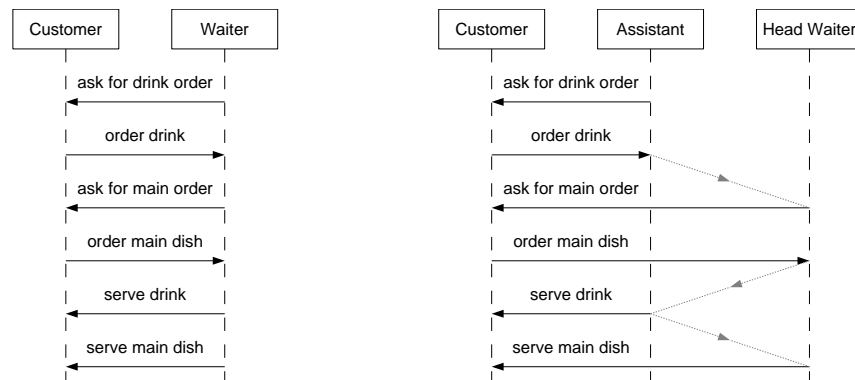 Customer
Waiter
ask for drink order
order drink
ask for main order
order main dish
serve drink
serve main dish
Customer
Assistant
Head Waiter
ask for drink order
order drink
ask for main order
order main dish
serve drink
serve main dish